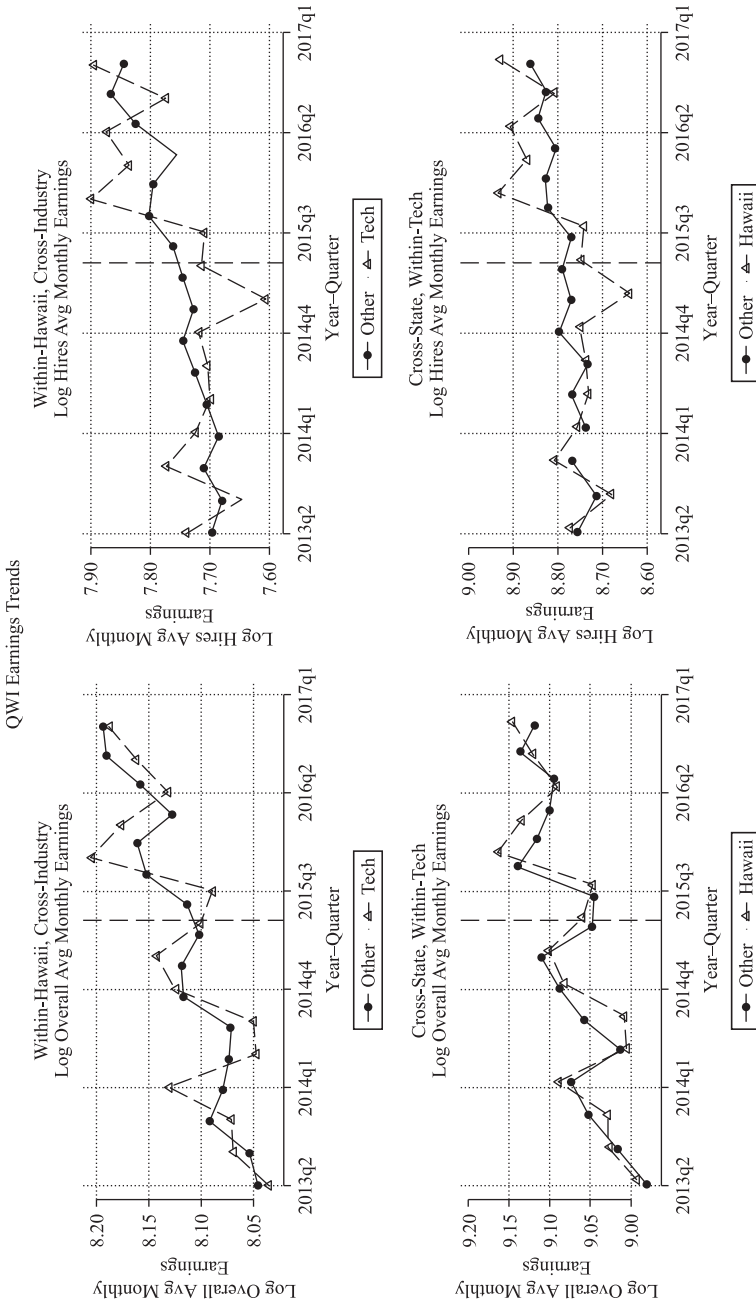 QWI Earnings Trends
Within-Hawaii, Cross-Industry
Log Overall Avg Monthly Earnings
Log Overall Avg Monthly
Earnings
8.20
8.15
8.10
8.05
2013q2
2014q1
2014q4
2015q3
2016q2
2017q1
Year–Quarter
Other
Tech
Within-Hawaii, Cross-Industry
Log Hires Avg Monthly Earnings
Log Hires Avg Monthly
Earnings
7.90
7.80
7.70
7.60
2013q2
2014q1
2014q4
2015q3
2016q2
2017q1
Year–Quarter
Other
Tech
Cross-State, Within-Tech
Log Overall Avg Monthly Earnings
Log Overall Avg Monthly
Earnings
9.20
9.15
9.10
9.05
9.00
2013q2
2014q1
2014q4
2015q3
2016q2
2017q1
Year–Quarter
Other
Hawaii
Cross-State, Within-Tech
Log Hires Avg Monthly Earnings
Log Hires Avg Monthly
Earnings
9.00
8.90
8.80
8.70
8.60
2013q2
2014q1
2014q4
2015q3
2016q2
2017q1
Year–Quarter
Other
Hawaii